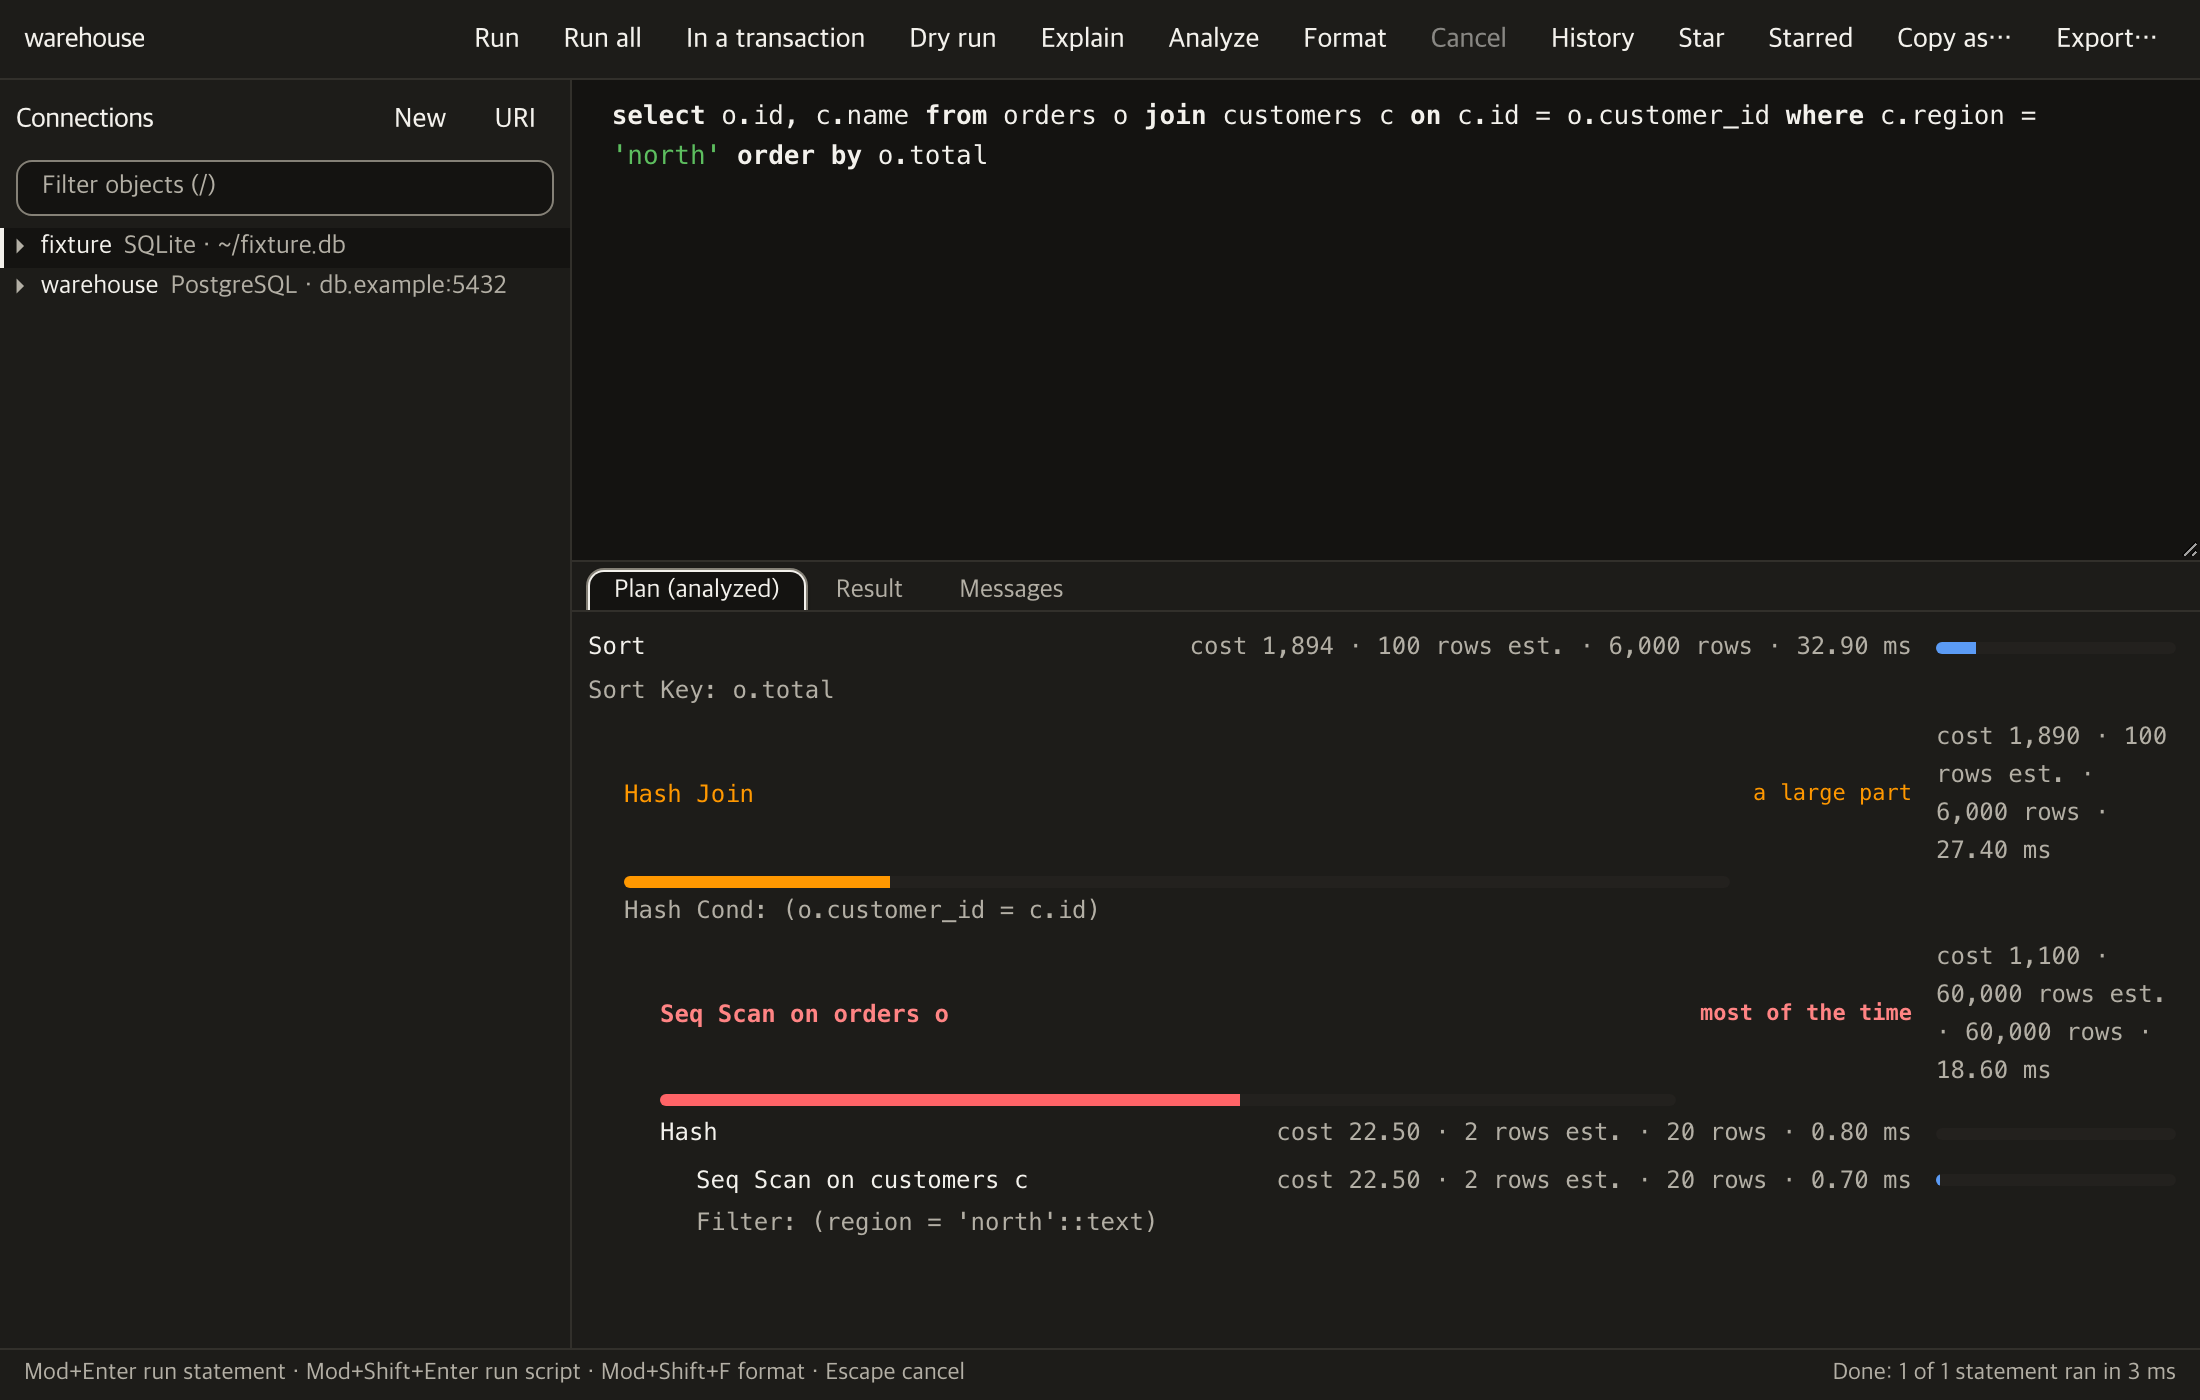 warehouse Run Run all In a transaction Dry run Explain Analyze Format Cancel History Star Starred Copy as··· Export···
Connections New URI
Filter objects (/)
fixture SQLite · ~/fixture.db
warehouse PostgreSQL · db.example:5432
select o.id, c.name from orders o join customers c on c.id = o.customer_id where c.region =
'north' order by o.total
Plan (analyzed) Result Messages
Sort cost 1,894 · 100 rows est. · 6,000 rows · 32.90 ms
Sort Key: o.total
Hash Join a large part
cost 1,890 · 100
rows est. ·
6,000 rows ·
27.40 ms
Hash Cond: (o.customer_id = c.id)
Seq Scan on orders o most of the time
cost 1,100 ·
60,000 rows est.
· 60,000 rows ·
18.60 ms
Hash cost 22.50 · 2 rows est. · 20 rows · 0.80 ms
Seq Scan on customers c cost 22.50 · 2 rows est. · 20 rows · 0.70 ms
Filter: (region = 'north'::text)
Mod+Enter run statement · Mod+Shift+Enter run script · Mod+Shift+F format · Escape cancel Done: 1 of 1 statement ran in 3 ms